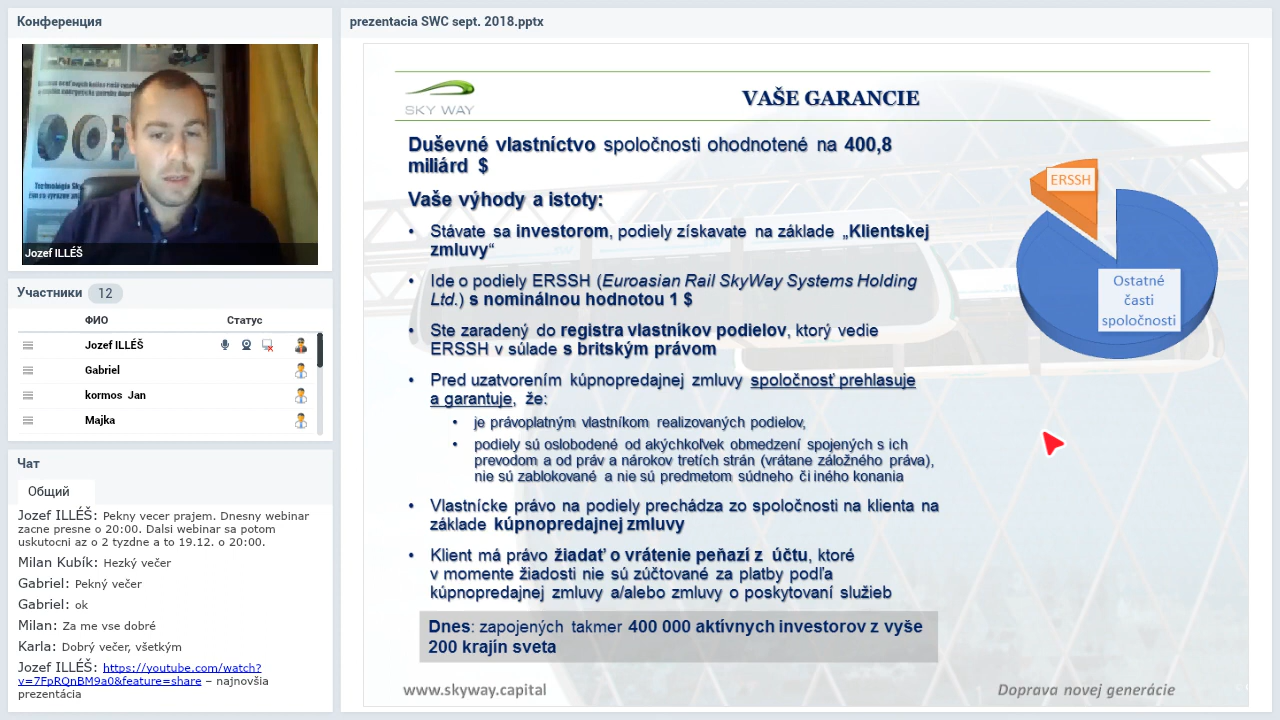 Конференция
Technológie Sky
Jozef ILLÉŠ
Участники 12
ФИО Статус
Jozef ILLÉŠ
Gabriel
kormos Jan
Majka
Чат
Общий
Jozef ILLÉŠ: Pekny vecer prajem. Dnesny webinar
zacne presne o 20:00. Dalsi webinar sa potom
uskutocni az o 2 tyzdne a to 19.12. o 20:00.
Milan Kubík: Hezký večer
Gabriel: Pekný večer
Gabriel: ok
Milan: Za me vse dobré
Karla: Dobrý večer, všetkým
Jozef ILLÉŠ: https://youtube.com/watch?
v=7FpRQnBM9a0&feature=share – najnovšia
prezentácia
prezentacia SWC sept. 2018.pptx
SKY WAY
VAŠE GARANCIE
Duševné vlastníctvo spoločnosti ohodnotené na 400,8
miliárd $
Vaše výhody a istoty:
• Stávate sa investorom, podiely získavate na základe „Klientskej
zmluvy“
• Ide o podiely ERSSH (Euroasian Rail SkyWay Systems Holding
Ltd.) s nominálnou hodnotou 1 $
• Ste zaradený do registra vlastníkov podielov, ktorý vedie
ERSSH v súlade s britským právom
• Pred uzatvorením kúpnopredajnej zmluvy spoločnosť prehlasuje
a garantuje, že:
• je právoplatným vlastníkom realizovaných podielov,
• podiely sú oslobodené od akýchkoľvek obmedzení spojených s ich
prevodom a od práv a nárokov tretích strán (vrátane záložného práva),
nie sú zablokované a nie sú predmetom súdneho či iného konania
• Vlastnícke právo na podiely prechádza zo spoločnosti na klienta na
základe kúpnopredajnej zmluvy
• Klient má právo žiadať o vrátenie peňazí z účtu, ktoré
v momente žiadosti nie sú zúčtované za platby podľa
kúpnopredajnej zmluvy a/alebo zmluvy o poskytovaní služieb
Dnes: zapojených takmer 400 000 aktívnych investorov z vyše
200 krajín sveta
ERSSH
Ostatné
časti
spoločnosti
www.skyway.capital
Doprava novej generácie